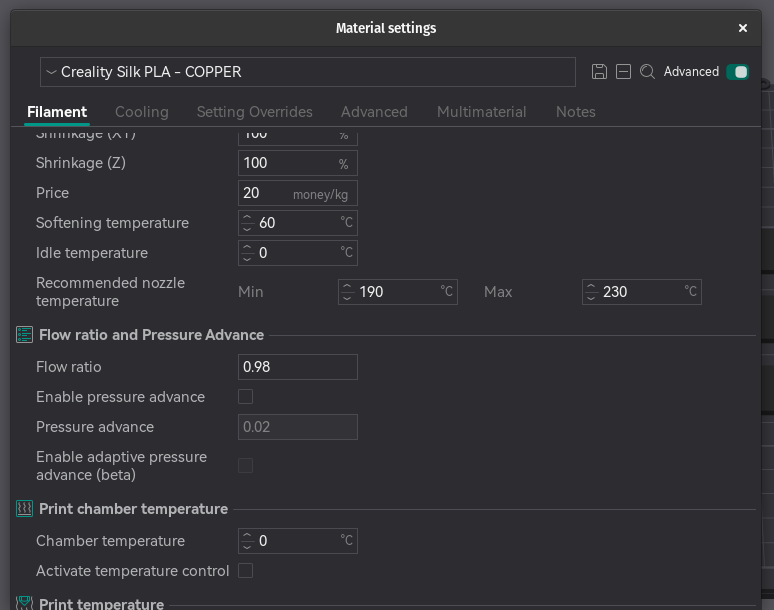 Material settings
Creality Silk PLA - COPPER
Advanced
Filament Cooling Setting Overrides Advanced Multimaterial Notes
Shrinkage (XY) 100 %
Shrinkage (Z) 100 %
Price 20 money/kg
Softening temperature 60 °C
Idle temperature 0 °C
Recommended nozzle
temperature Min 190 °C Max 230 °C
Flow ratio and Pressure Advance
Flow ratio 0.98
Enable pressure advance
Pressure advance 0.02
Enable adaptive pressure
advance (beta)
Print chamber temperature
Chamber temperature 0 °C
Activate temperature control
Print temperature